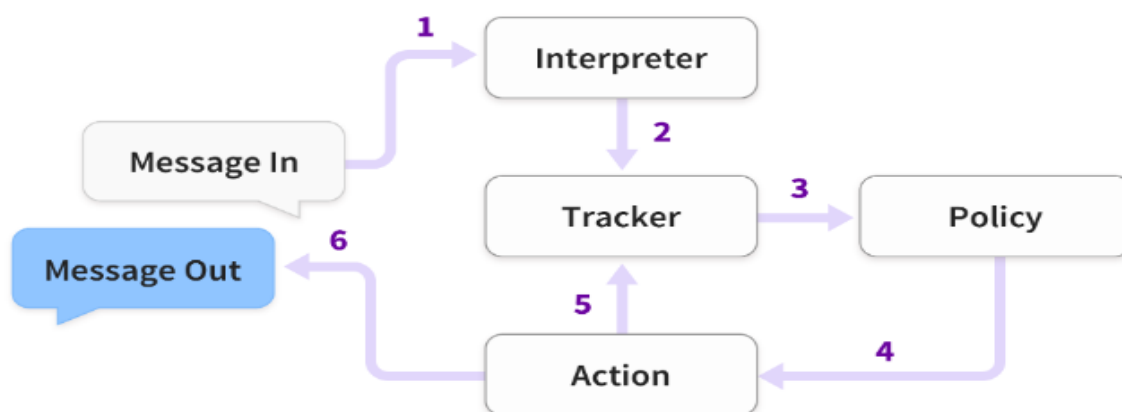 1
Interpreter
2
Message In
3
Tracker
Policy
6
Message Out
5
4
Action